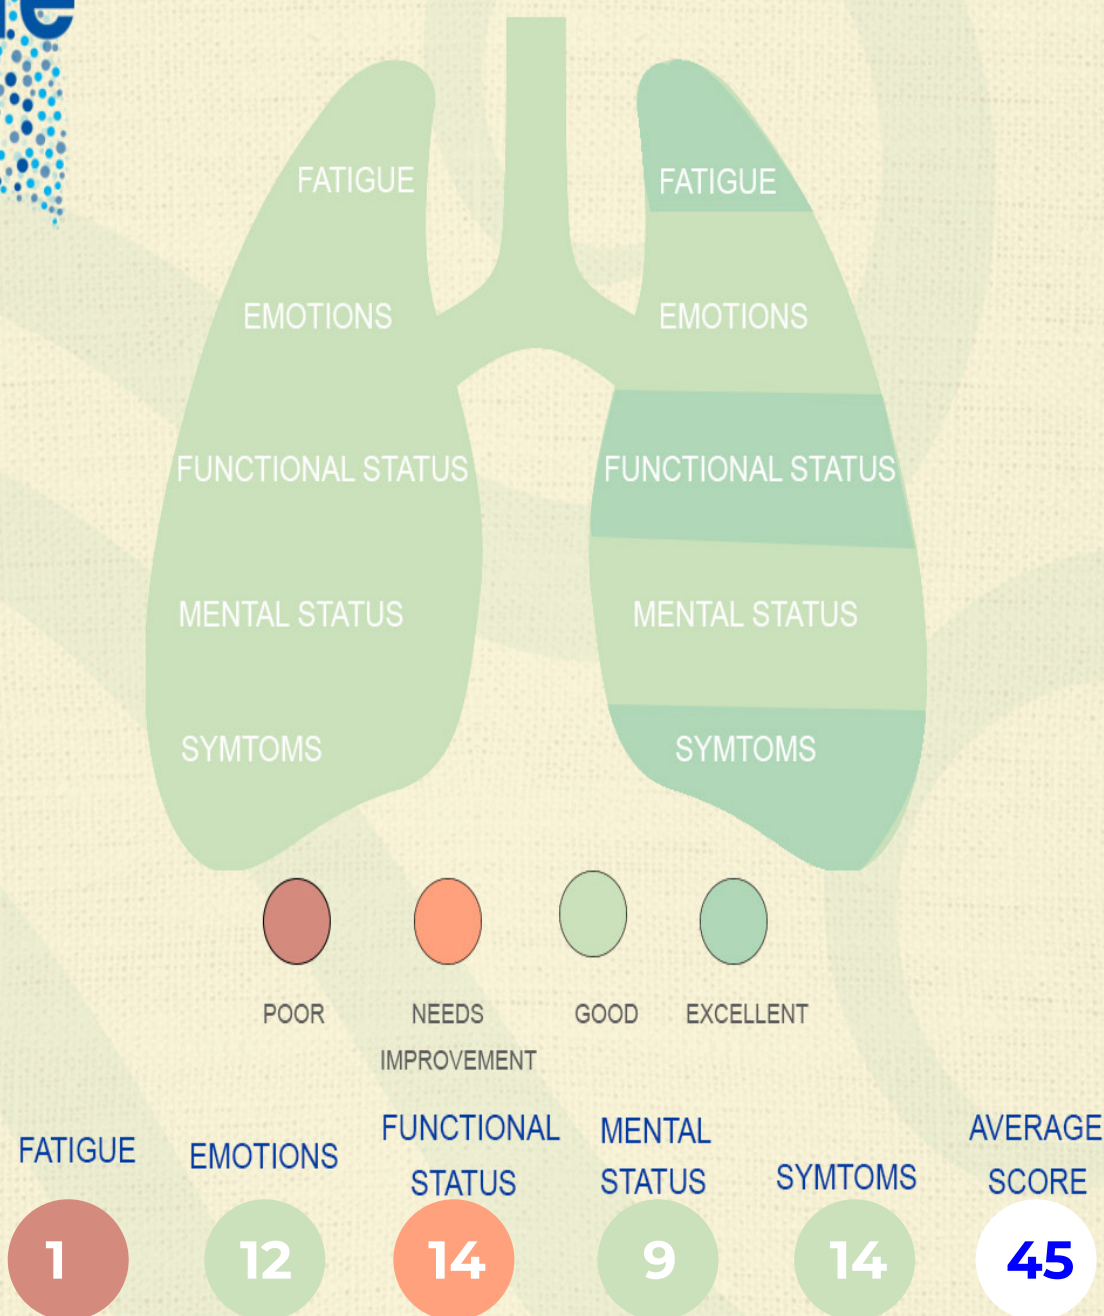 FATIGUE FATIGUE
EMOTIONS EMOTIONS
FUNCTIONAL STATUS FUNCTIONAL STATUS
MENTAL STATUS MENTAL STATUS
SYMTOMS SYMTOMS
POOR NEEDS GOOD EXCELLENT
IMPROVEMENT
FATIGUE EMOTIONS FUNCTIONAL MENTAL SYMTOMS AVERAGE
STATUS STATUS SCORE
1 12 14 9 14 45